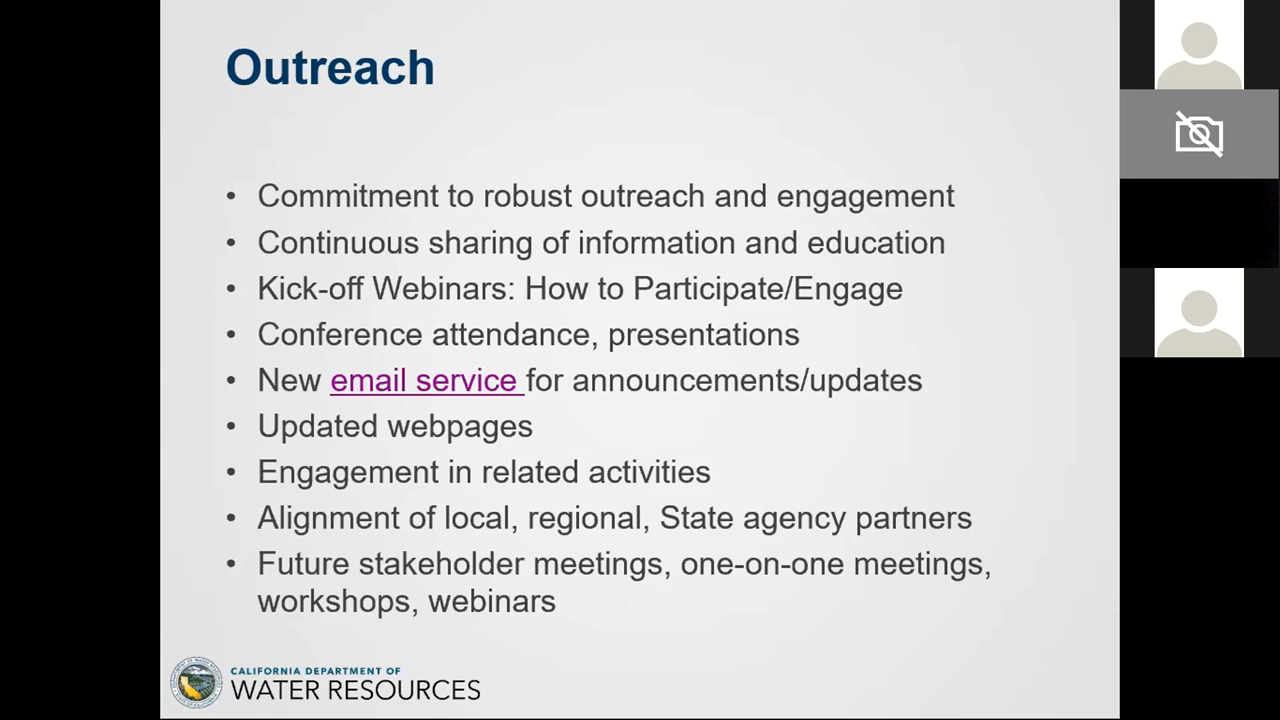 Outreach
• Commitment to robust outreach and engagement
• Continuous sharing of information and education
• Kick-off Webinars: How to Participate/Engage
• Conference attendance, presentations
• New email service for announcements/updates
• Updated webpages
• Engagement in related activities
• Alignment of local, regional, State agency partners
• Future stakeholder meetings, one-on-one meetings,
workshops, webinars
CALIFORNIA DEPARTMENT OF
WATER RESOURCES